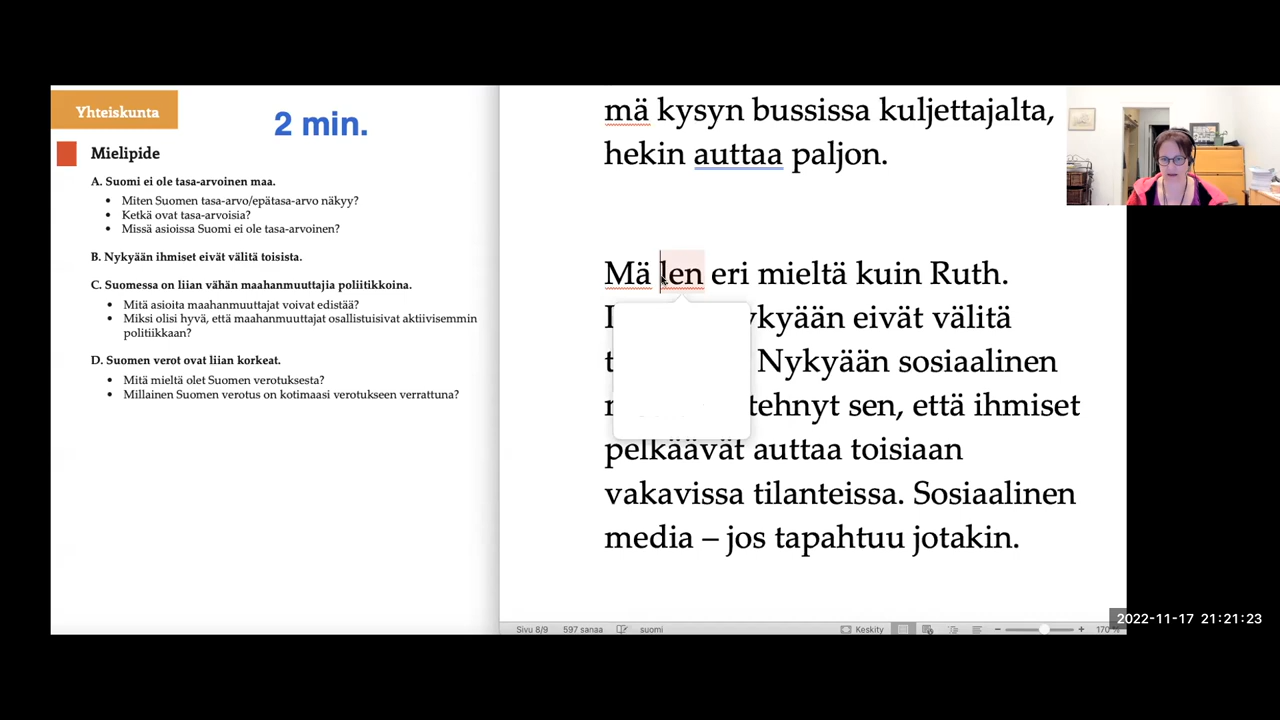 Yhteiskunta
2 min.
Mielipide
A. Suomi ei ole tasa-arvoinen maa.
• Miten Suomen tasa-arvo/epätasa-arvo näkyy?
• Ketkä ovat tasa-arvoisia?
• Missä asioissa Suomi ei ole tasa-arvoinen?
B. Nykyään ihmiset eivät välitä toisista.
C. Suomessa on liian vähän maahanmuuttajia poliitikkoina.
• Mitä asioita maahanmuuttajat voivat edistää?
• Miksi olisi hyvä, että maahanmuuttajat osallistuisivat aktiivisemmin
politiikkaan?
D. Suomen verot ovat liian korkeat.
• Mitä mieltä olet Suomen verotuksesta?
• Millainen Suomen verotus on kotimaasi verotukseen verrattuna?
mä kysyn bussissa kuljettajalta,
hekin auttaa paljon.
Mä len eri mieltä kuin Ruth.
eivät välitä
Nykyään sosiaalinen
tehnyt sen, että ihmiset
pelkäävät auttaa toisiaan
vakavissa tilanteissa. Sosiaalinen
media – jos tapahtuu jotakin.
Sivu 8/9 597 sanaa suomi Keskity 170 %
2022-11-17 21:21:23